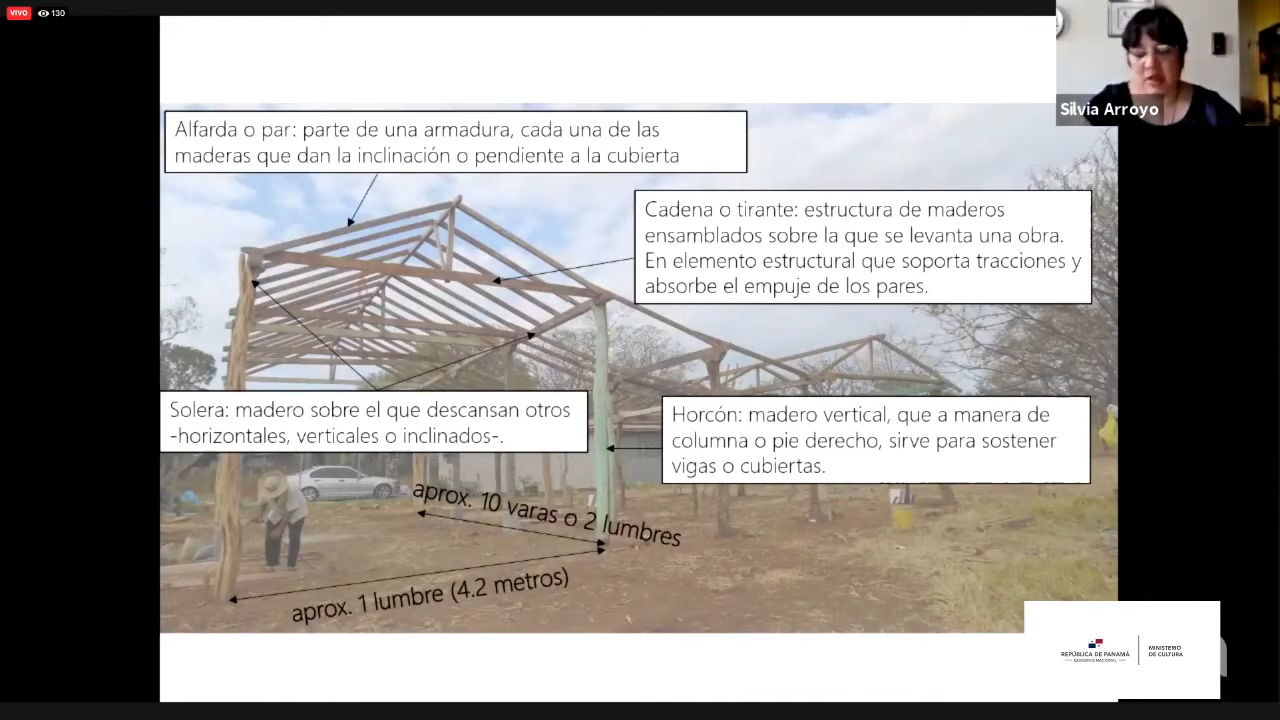 VIVO 130
Silvia Arroyo
Alfarda o par: parte de una armadura, cada una de las
maderas que dan la inclinación o pendiente a la cubierta
Cadena o tirante: estructura de maderos
ensamblados sobre la que se levanta una obra.
En elemento estructural que soporta tracciones y
absorbe el empuje de los pares.
Solera: madero sobre el que descansan otros
-horizontales, verticales o inclinados-.
Horcón: madero vertical, que a manera de
columna o pie derecho, sirve para sostener
vigas o cubiertas.
aprox. 10 varas o 2 lumbres
aprox. 1 lumbre (4.2 metros)
REPÚBLICA DE PANAMÁ
GOBIERNO NACIONAL
MINISTERIO
DE CULTURA